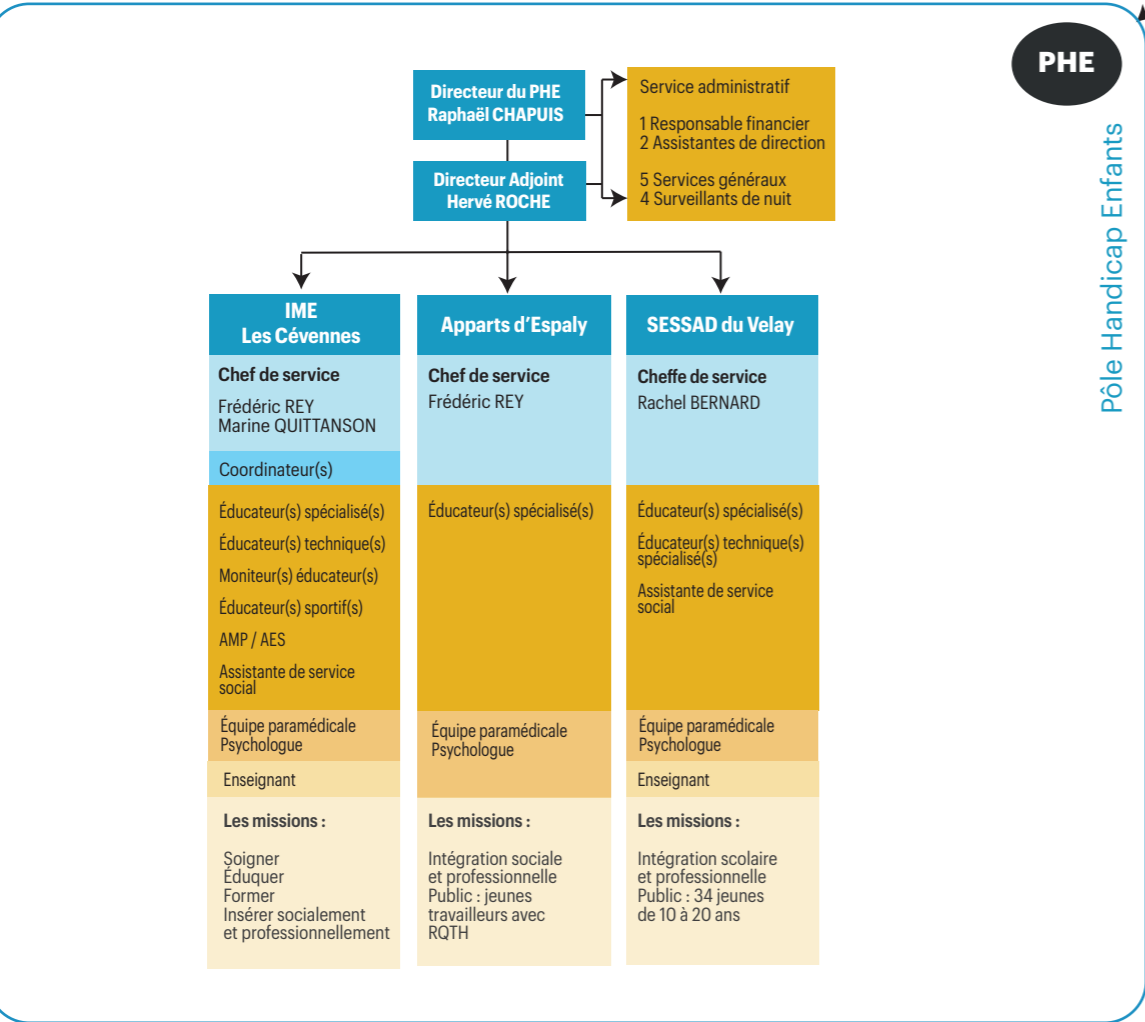 PHE
Pôle Handicap Enfants
Directeur du PHE
Raphaël CHAPUIS
Service administratif
1 Responsable financier
2 Assistantes de direction
5 Services généraux
4 Surveillants de nuit
Directeur Adjoint
Hervé ROCHE
IME
Les Cévennes
Chef de service
Frédéric REY
Marine QUITTANSON
Coordinateur(s)
Éducateur(s) spécialisé(s)
Éducateur(s) technique(s)
Moniteur(s) éducateur(s)
Éducateur(s) sportif(s)
AMP / AES
Assistante de service
social
Équipe paramédicale
Psychologue
Enseignant
Les missions :
Soigner
Éduquer
Former
Insérer socialement
et professionnellement
Apparts d'Espaly
Chef de service
Frédéric REY
Éducateur(s) spécialisé(s)
Équipe paramédicale
Psychologue
Les missions :
Intégration sociale
et professionnelle
Public : jeunes
travailleurs avec
RQTH
SESSAD du Velay
Cheffe de service
Rachel BERNARD
Éducateur(s) spécialisé(s)
Éducateur(s) technique(s)
spécialisé(s)
Assistante de service
social
Équipe paramédicale
Psychologue
Enseignant
Les missions :
Intégration scolaire
et professionnelle
Public : 34 jeunes
de 10 à 20 ans